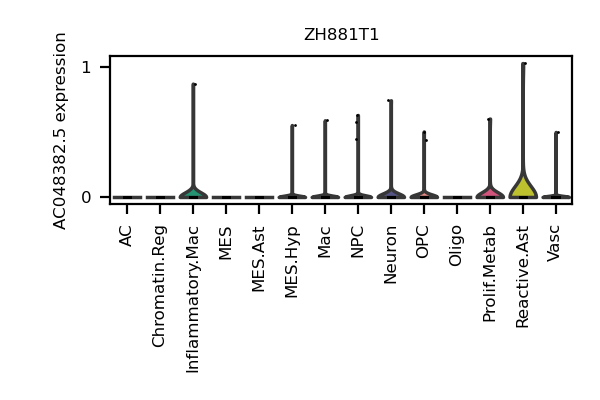 ZH881T1
AC048382.5 expression
1
0
AC
Chromatin.Reg
Inflammatory.Mac
MES
MES.Ast
MES.Hyp
Mac
NPC
Neuron
OPC
Oligo
Prolif.Metab
Reactive.Ast
Vasc